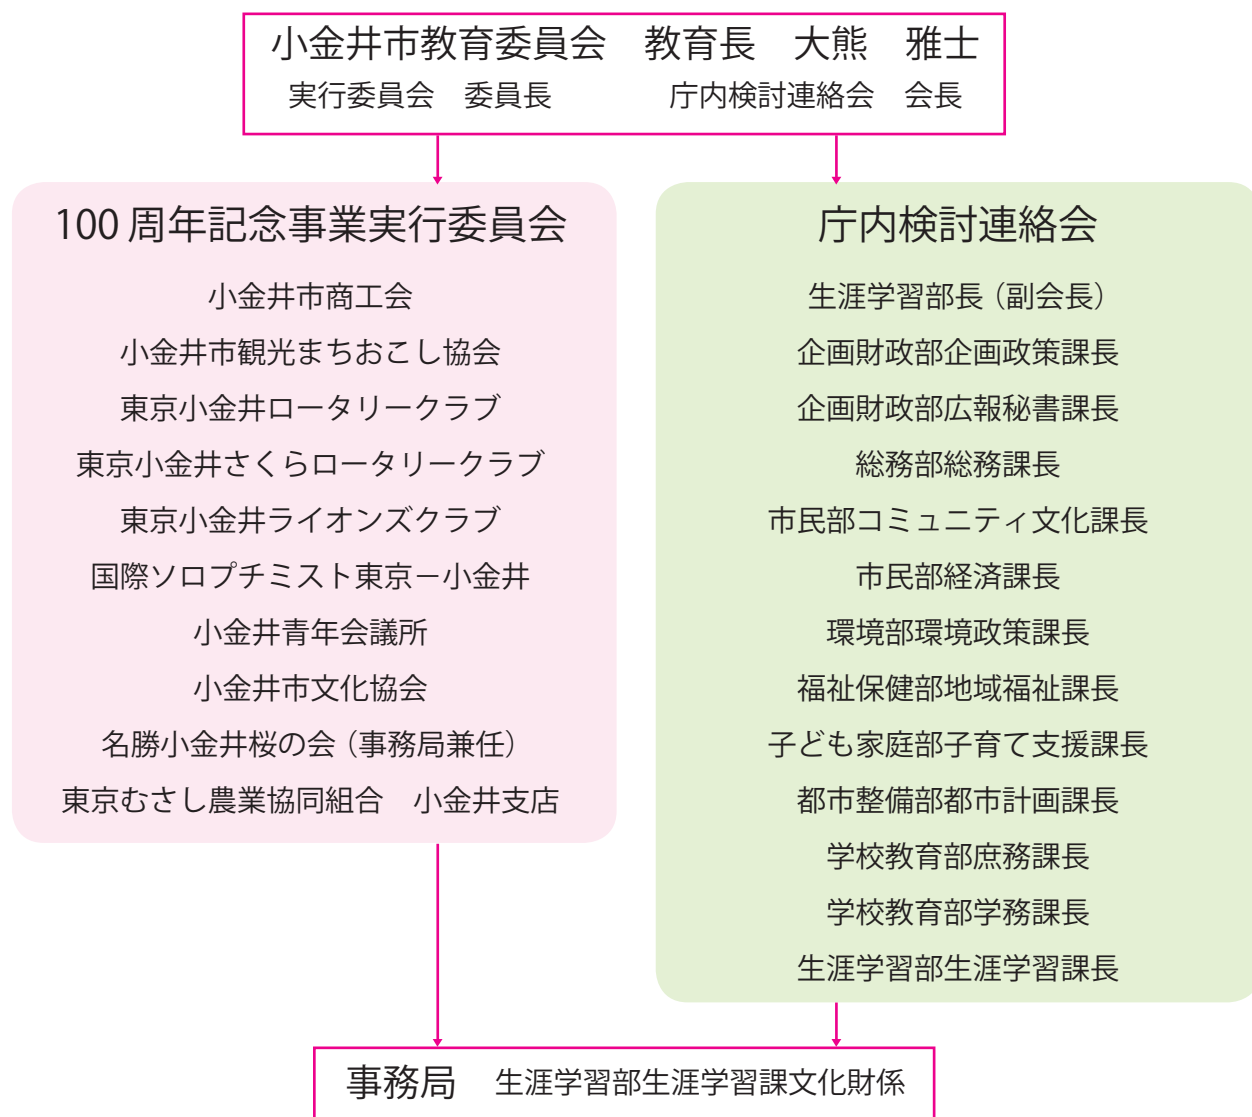 小金井市教育委員会　教育長　大熊　雅士
実行委員会　委員長　　　　庁内検討連絡会　会長
100 周年記念事業実行委員会
小金井市商工会
小金井市観光まちおこし協会
東京小金井ロータリークラブ
東京小金井さくらロータリークラブ
東京小金井ライオンズクラブ
国際ソロプチミスト東京－小金井
小金井青年会議所
小金井市文化協会
名勝小金井桜の会（事務局兼任）
東京むさし農業協同組合　小金井支店
庁内検討連絡会
生涯学習部長（副会長）
企画財政部企画政策課長
企画財政部広報秘書課長
総務部総務課長
市民部コミュニティ文化課長
市民部経済課長
環境部環境政策課長
福祉保健部地域福祉課長
子ども家庭部子育て支援課長
都市整備部都市計画課長
学校教育部庶務課長
学校教育部学務課長
生涯学習部生涯学習課長
事務局　生涯学習部生涯学習課文化財係